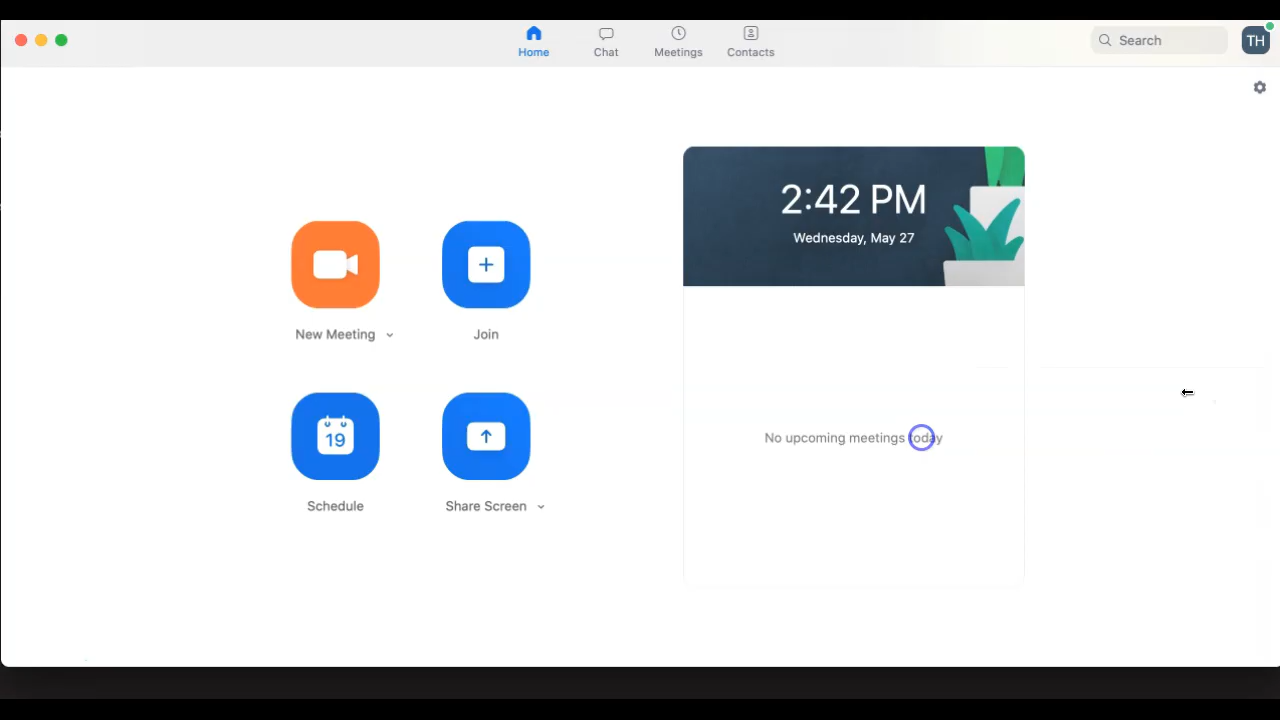 Home
Chat
Meetings
Contacts
Search
TH
2:42 PM
Wednesday, May 27
New Meeting
Join
19
Schedule
Share Screen
No upcoming meetings today